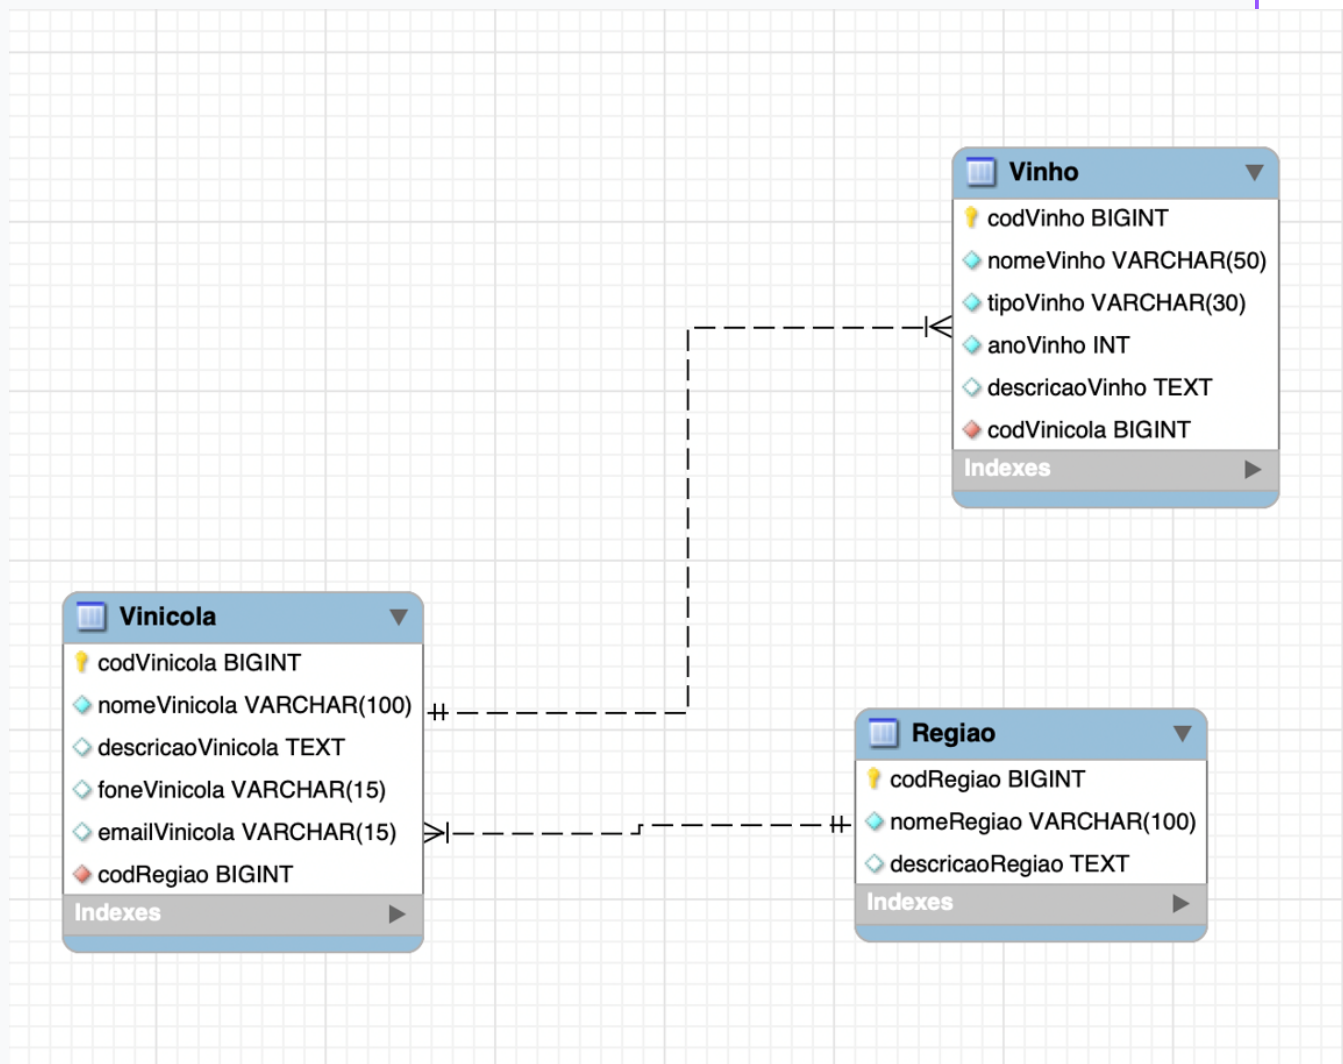 Vinho
codVinho BIGINT
nomeVinho VARCHAR(50)
tipoVinho VARCHAR(30)
anoVinho INT
descricaoVinho TEXT
codVinicola BIGINT
Indexes
Vinicola
codVinicola BIGINT
nomeVinicola VARCHAR(100)
descricaoVinicola TEXT
foneVinicola VARCHAR(15)
emailVinicola VARCHAR(15)
codRegiao BIGINT
Indexes
Regiao
codRegiao BIGINT
nomeRegiao VARCHAR(100)
descricaoRegiao TEXT
Indexes